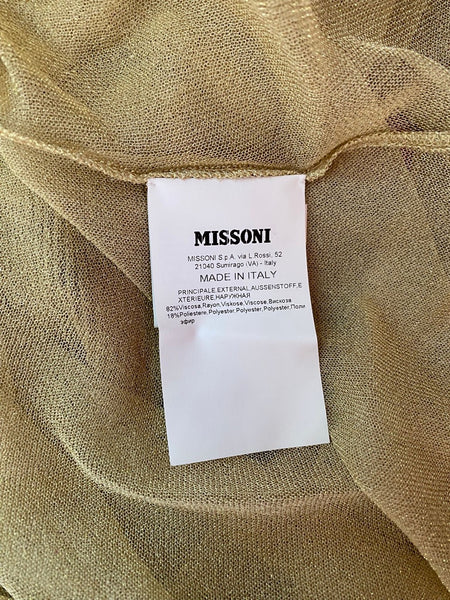 MISSONI
MISSONI S.p.A. via L.Rossi, 52
21040 Sumirago (VA) - Italy
MADE IN ITALY
PRINCIPALE,EXTERNAL,AUSSENSTOFF,E
XTERIEURE,НАРУЖНАЯ
82%Viscosa,Rayon,Viskose,Viscose,Вискоза
18%Poliestere,Polyester,Polyester,Polyester,Поли
эфир